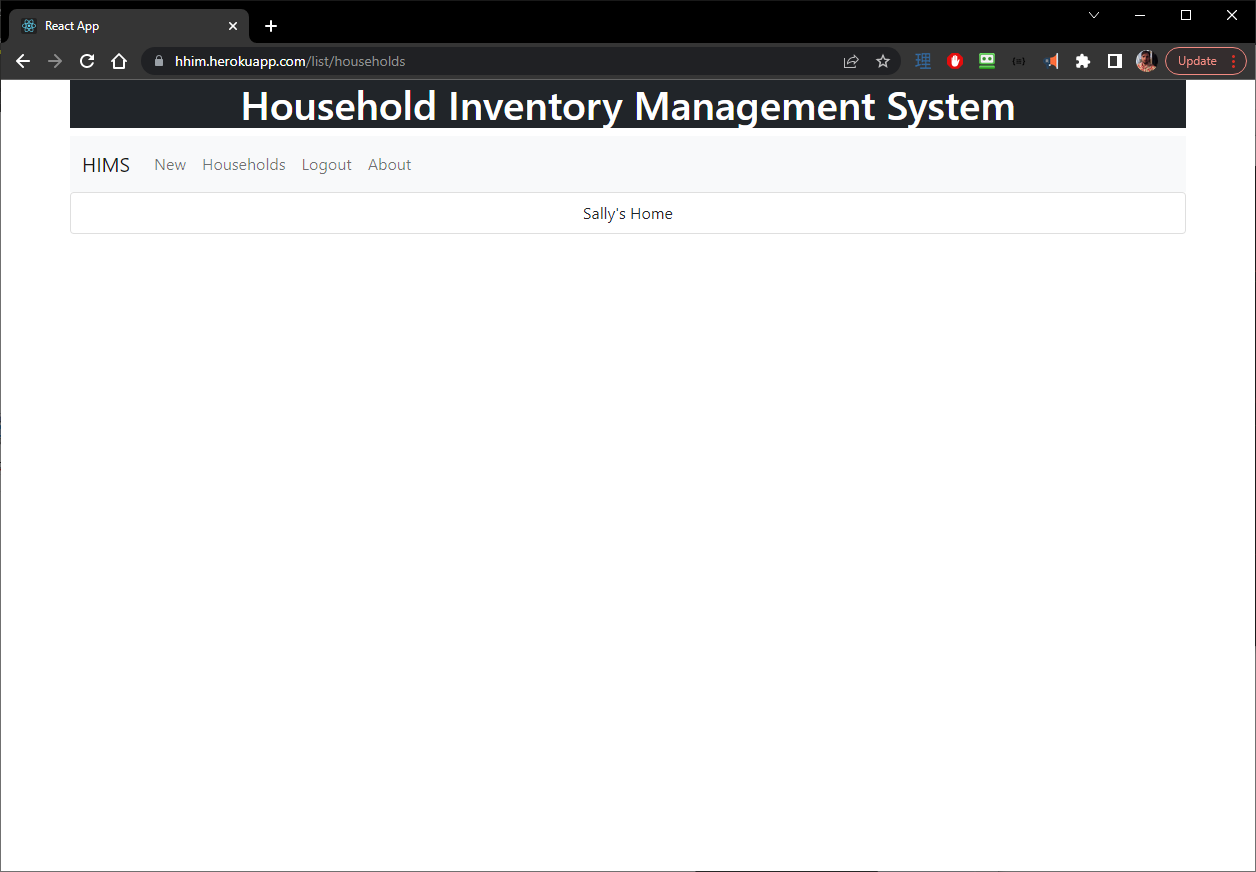 React App
hhim.herokuapp.com/list/households
理
Update
Household Inventory Management System
HIMS New Households Logout About
Sally's Home